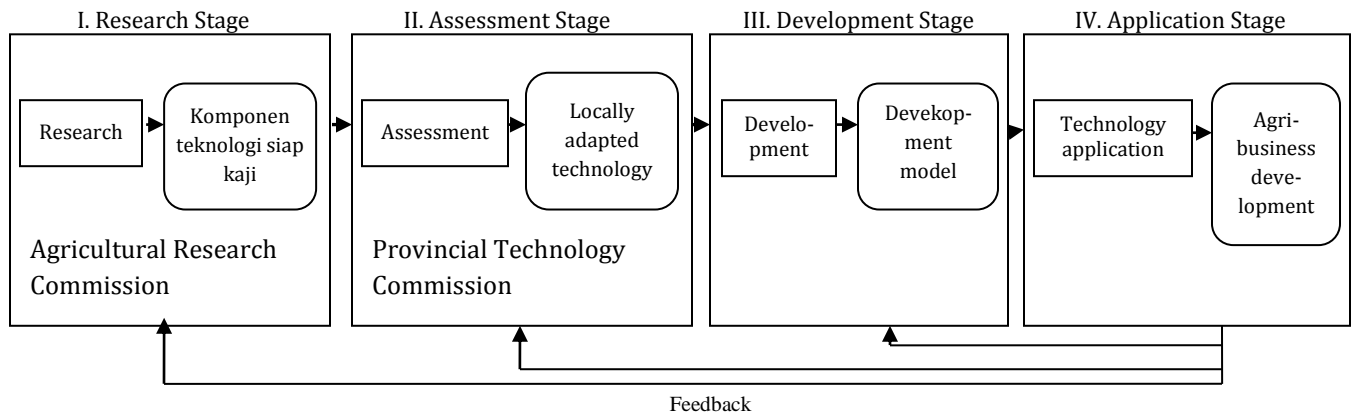 I. Research Stage
II. Assessment Stage
III. Development Stage
IV. Application Stage
Research
Komponen
teknologi siap
kaji
Agricultural Research
Commission
Assessment
Locally
adapted
technology
Provincial Technology
Commission
Develo-
pment
Devekop-
ment
model
Technology
application
Agri-
business
deve-
lopment
Feedback